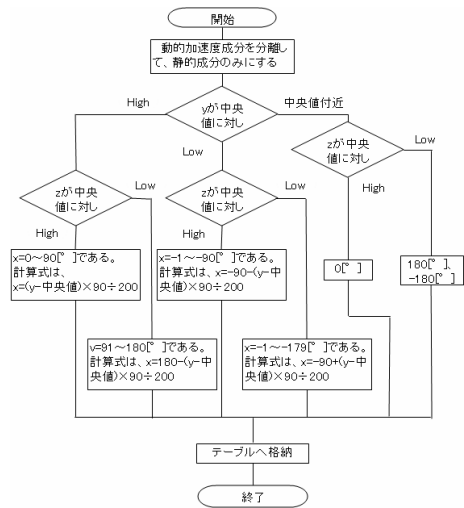 開始
動的加速度成分を分離し
て、静的成分のみにする
High
中央値付近
yが中央
値に対し
Low
zが中央
値に対し
Low
High
zが中央
値に対し
Low
High
zが中央
値に対し
Low
High
x=0～90[°]である。
計算式は、
x=(y-中央値)×90÷200
x=-1～-90[°]である。
計算式は、x=-90-(y-中
央値)×90÷200
0[°]
180[°]、
-180[°]
v=91～180[°]である。
計算式は、x=180-(y-中
央値)×90÷200
x=-1～-179[°]である。
計算式は、x=-90+(y-中
央値)×90÷200
テーブルへ格納
終了